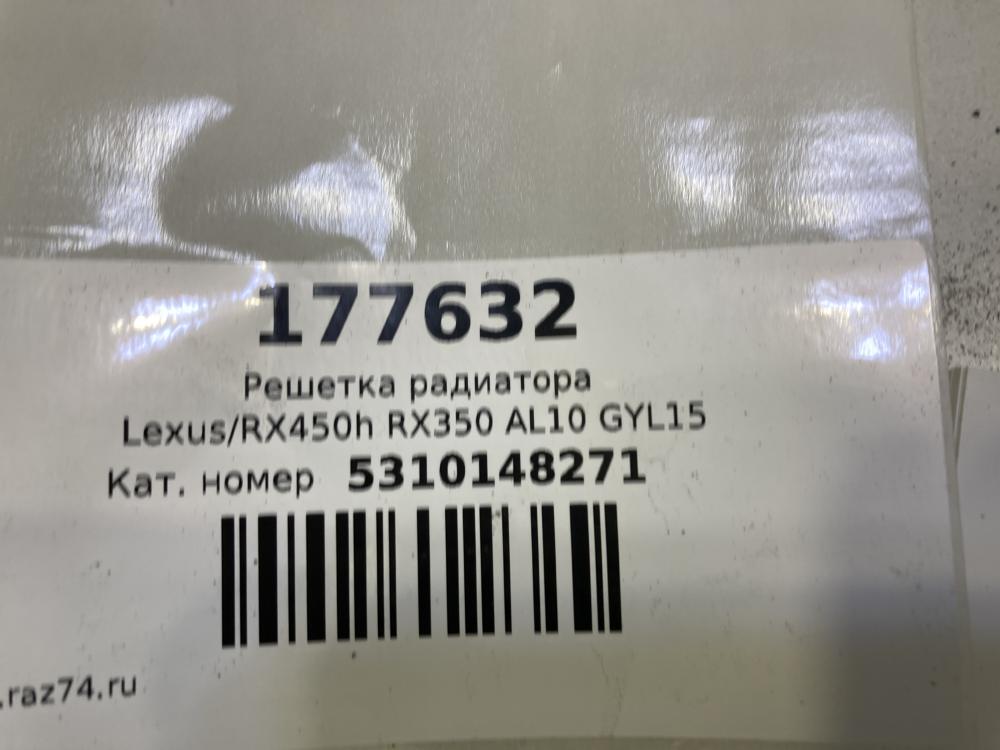 177632
Решетка радиатора
Lexus/RX450h RX350 AL10 GYL15
Кат. номер 5310148271
.raz74.ru